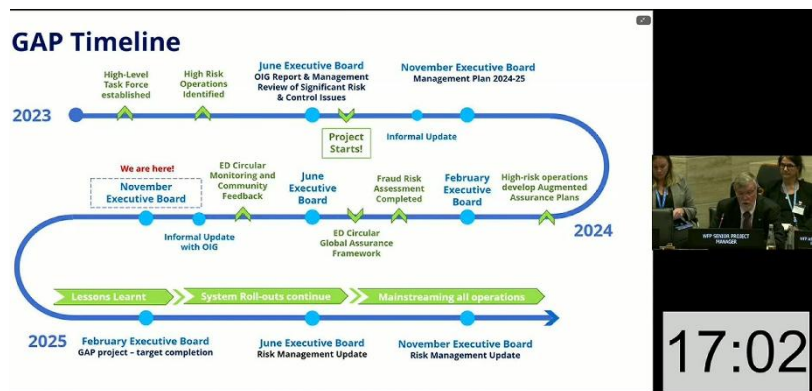 GAP Timeline
High-Level
Task Force
established
High Risk
Operations
Identified
June Executive Board
OIG Report & Management
Review of Significant Risk
& Control Issues
November Executive Board
Management Plan 2024-25
2023
Project
Starts!
Informal Update
We are here!
November
Executive Board
ED Circular
Monitoring and
Community
Feedback
June
Executive
Board
Fraud Risk
Assessment
Completed
February
Executive
Board
High-risk operations
develop Augmented
Assurance Plans
Informal Update
with OIG
ED Circular
Global Assurance
Framework
2024
Lessons Learnt
System Roll-outs continue
Mainstreaming all operations
2025
February Executive Board
GAP project – target completion
June Executive Board
Risk Management Update
November Executive Board
Risk Management Update
WFP SENIOR PROJECT
MANAGER
17:02